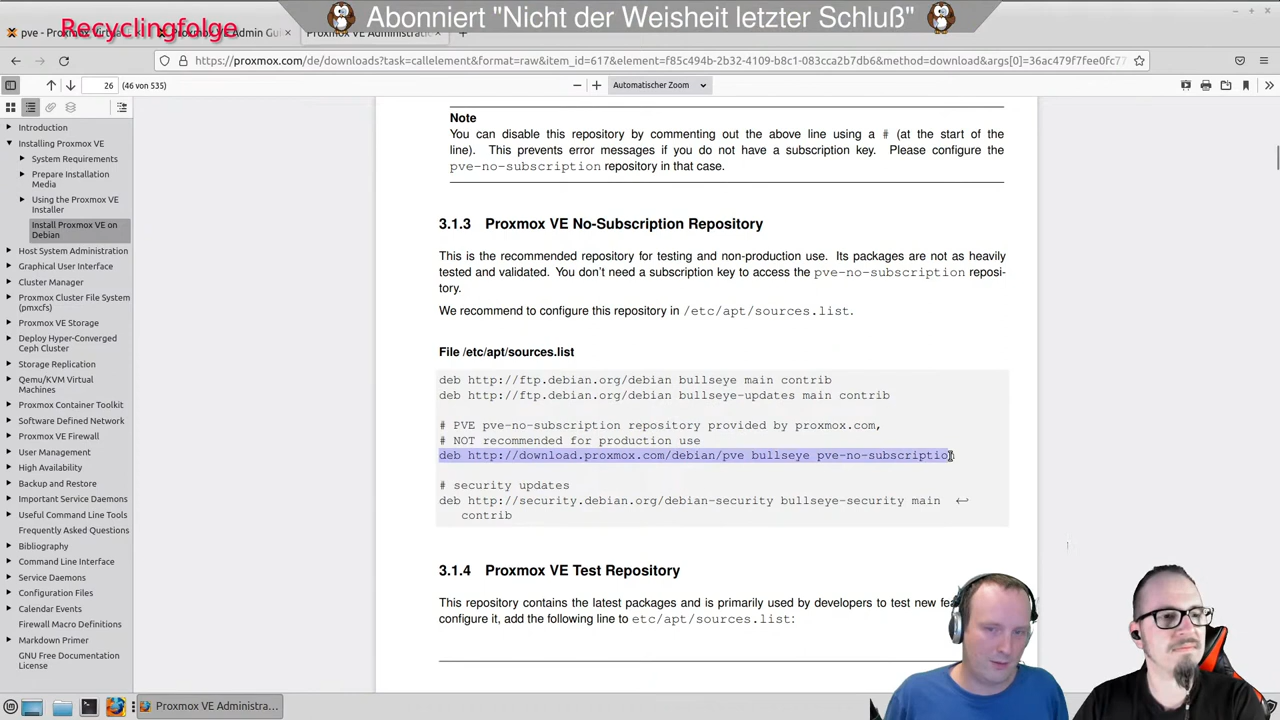 Abonniert "Nicht der Weisheit letzter Schluß"
Recyclingfolge
pve - Pro
Proxmox VE Admin Gui
Proxmox VE Administrati
https://proxmox.com/de/downloads?task=callelement&format=raw&item_id=617&element=f85c494b-2b32-4109-b8c1-083cca2b7db6&method=download&args[0]=36ac479f7fee0fc77
26
(46 von 535)
Automatischer Zoom
Introduction
Installing Proxmox VE
System Requirements
Prepare Installation
Media
Using the Proxmox VE
Installer
Install Proxmox VE on
Debian
Host System Administration
Graphical User Interface
Cluster Manager
Proxmox Cluster File System
(pmxcfs)
Proxmox VE Storage
Deploy Hyper-Converged
Ceph Cluster
Storage Replication
Qemu/KVM Virtual
Machines
Proxmox Container Toolkit
Software Defined Network
Proxmox VE Firewall
User Management
High Availability
Backup and Restore
Important Service Daemons
Useful Command Line Tools
Frequently Asked Questions
Bibliography
Command Line Interface
Service Daemons
Configuration Files
Calendar Events
Firewall Macro Definitions
Markdown Primer
GNU Free Documentation
License
Note
You can disable this repository by commenting out the above line using a # (at the start of the
line). This prevents error messages if you do not have a subscription key. Please configure the
pve-no-subscription repository in that case.
3.1.3 Proxmox VE No-Subscription Repository
This is the recommended repository for testing and non-production use. Its packages are not as heavily
tested and validated. You don't need a subscription key to access the pve-no-subscription reposi-
tory.
We recommend to configure this repository in /etc/apt/sources.list.
File /etc/apt/sources.list
deb http://ftp.debian.org/debian bullseye main contrib
deb http://ftp.debian.org/debian bullseye-updates main contrib
# PVE pve-no-subscription repository provided by proxmox.com,
# NOT recommended for production use
deb http://download.proxmox.com/debian/pve bullseye pve-no-subscription
# security updates
deb http://security.debian.org/debian-security bullseye-security main ↩
contrib
3.1.4 Proxmox VE Test Repository
This repository contains the latest packages and is primarily used by developers to test new
configure it, add the following line to etc/apt/sources.list:
Proxmox VE Administra...